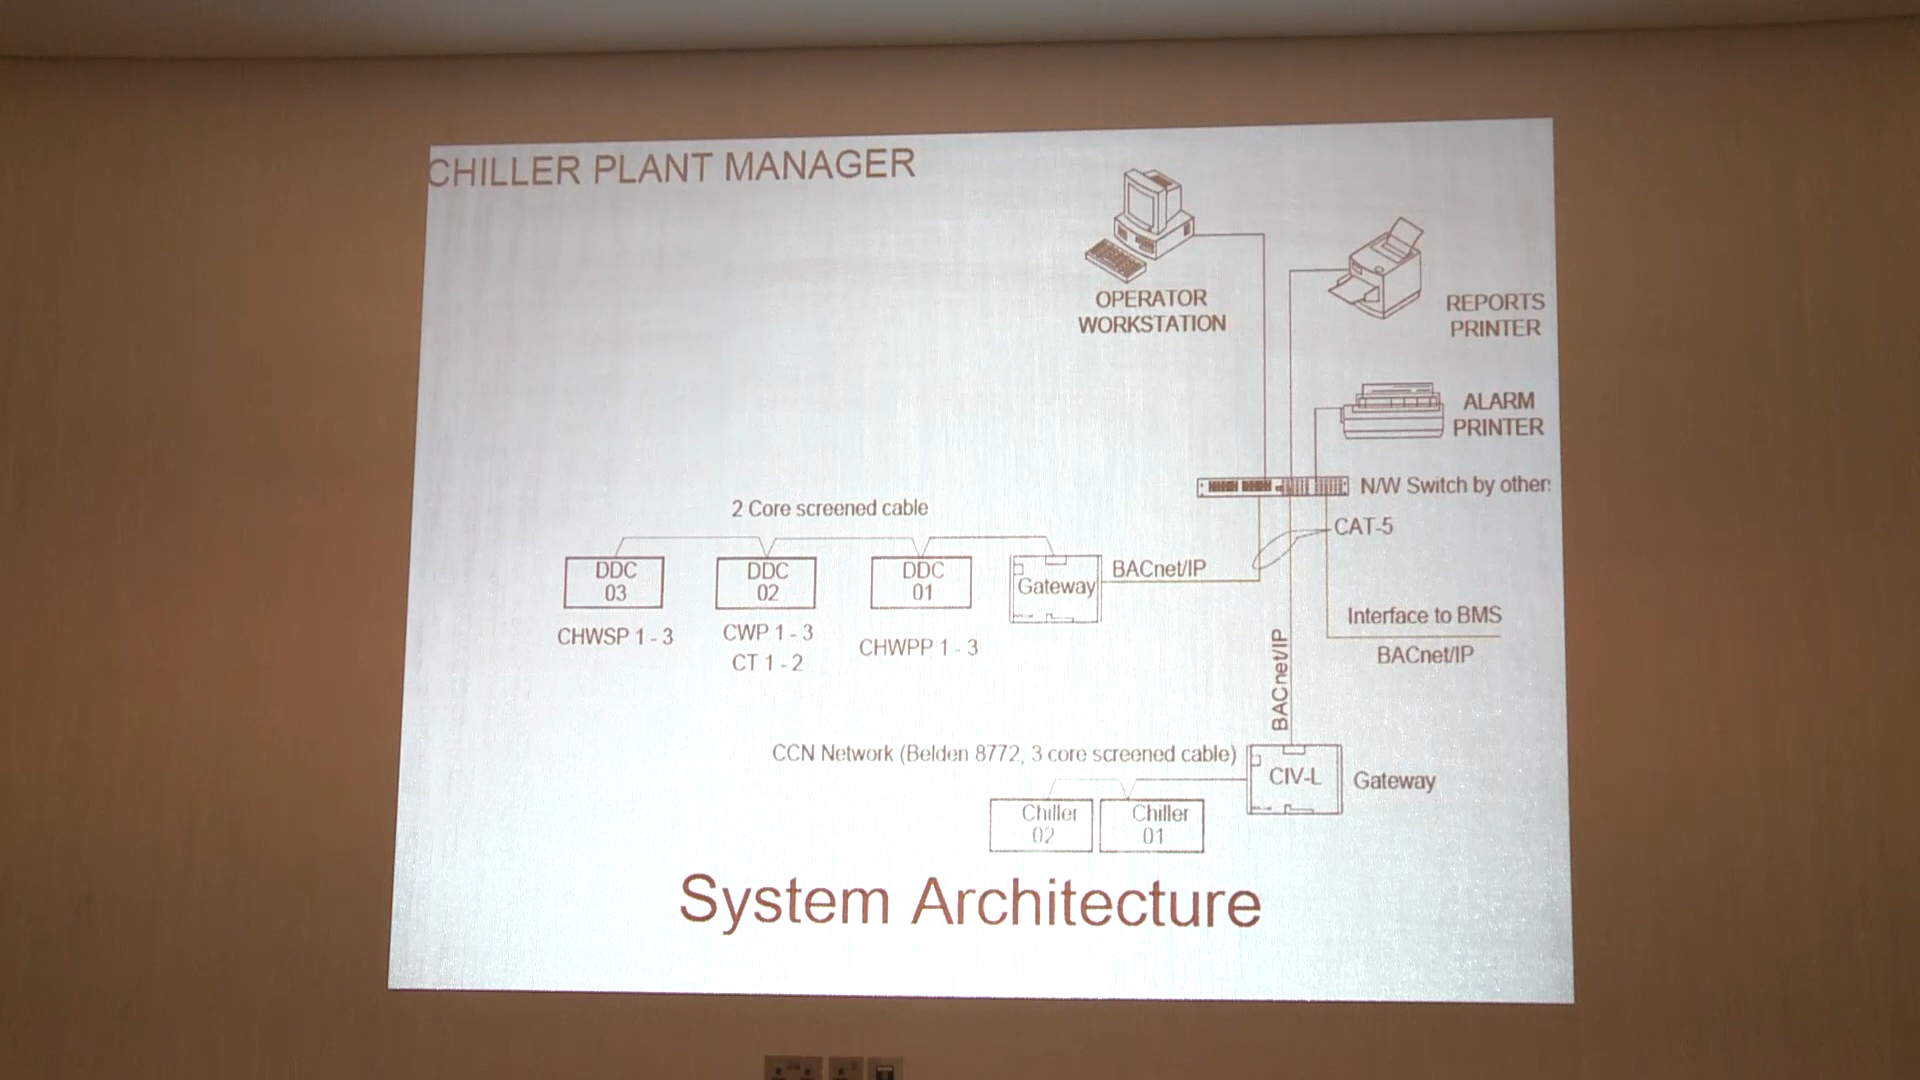 CHILLER PLANT MANAGER
OPERATOR
WORKSTATION
REPORTS
PRINTER
ALARM
PRINTER
N/W Switch by others
CAT-5
2 Core screened cable
DDC
03
DDC
02
DDC
01
Gateway
BACnet/IP
CHWSP 1 - 3
CWP 1 - 3
CT 1 - 2
CHWPP 1 - 3
Interface to BMS
BACnet/IP
BACnet/IP
CCN Network (Belden 8772, 3 core screened cable)
CIV-L
Gateway
Chiller
02
Chiller
01
System Architecture